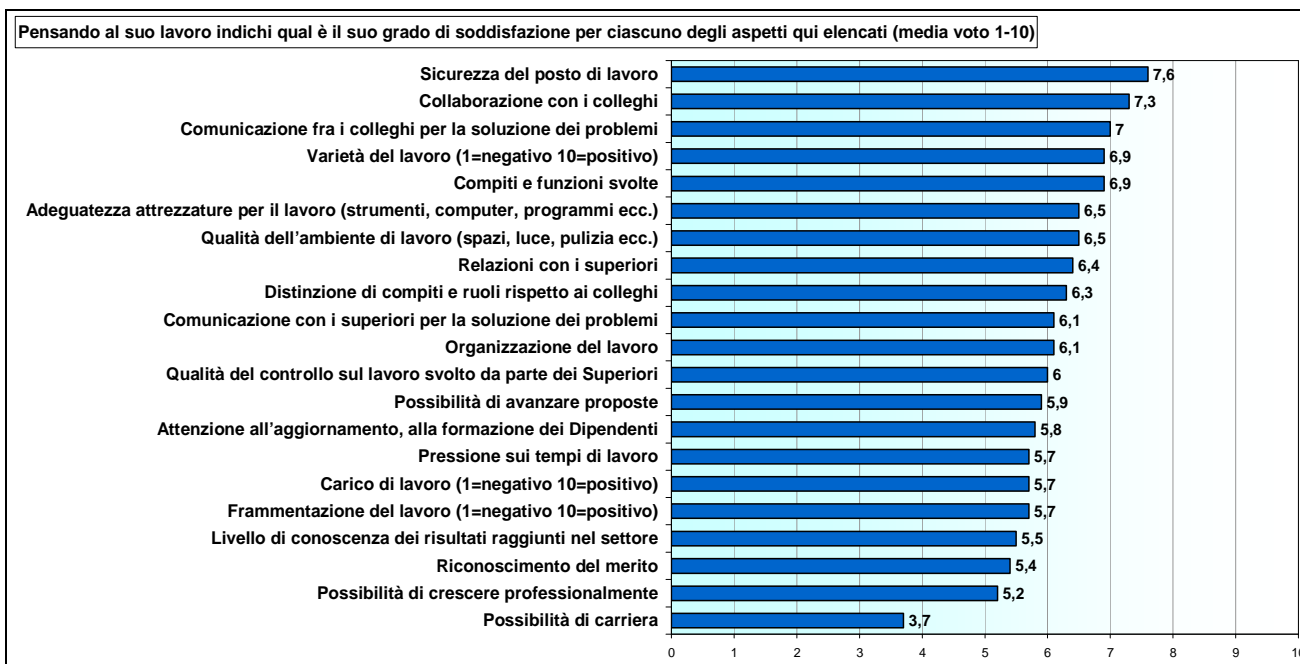 Pensando al suo lavoro indichi qual è il suo grado di soddisfazione per ciascuno degli aspetti qui elencati (media voto 1-10)
Sicurezza del posto di lavoro 7,6
Collaborazione con i colleghi 7,3
Comunicazione fra i colleghi per la soluzione dei problemi 7
Varietà del lavoro (1=negativo 10=positivo) 6,9
Compiti e funzioni svolte 6,9
Adeguatezza attrezzature per il lavoro (strumenti, computer, programmi ecc.) 6,5
Qualità dell'ambiente di lavoro (spazi, luce, pulizia ecc.) 6,5
Relazioni con i superiori 6,4
Distinzione di compiti e ruoli rispetto ai colleghi 6,3
Comunicazione con i superiori per la soluzione dei problemi 6,1
Organizzazione del lavoro 6,1
Qualità del controllo sul lavoro svolto da parte dei Superiori 6
Possibilità di avanzare proposte 5,9
Attenzione all'aggiornamento, alla formazione dei Dipendenti 5,8
Pressione sui tempi di lavoro 5,7
Carico di lavoro (1=negativo 10=positivo) 5,7
Frammentazione del lavoro (1=negativo 10=positivo) 5,7
Livello di conoscenza dei risultati raggiunti nel settore 5,5
Riconoscimento del merito 5,4
Possibilità di crescere professionalmente 5,2
Possibilità di carriera 3,7
0 1 2 3 4 5 6 7 8 9 10